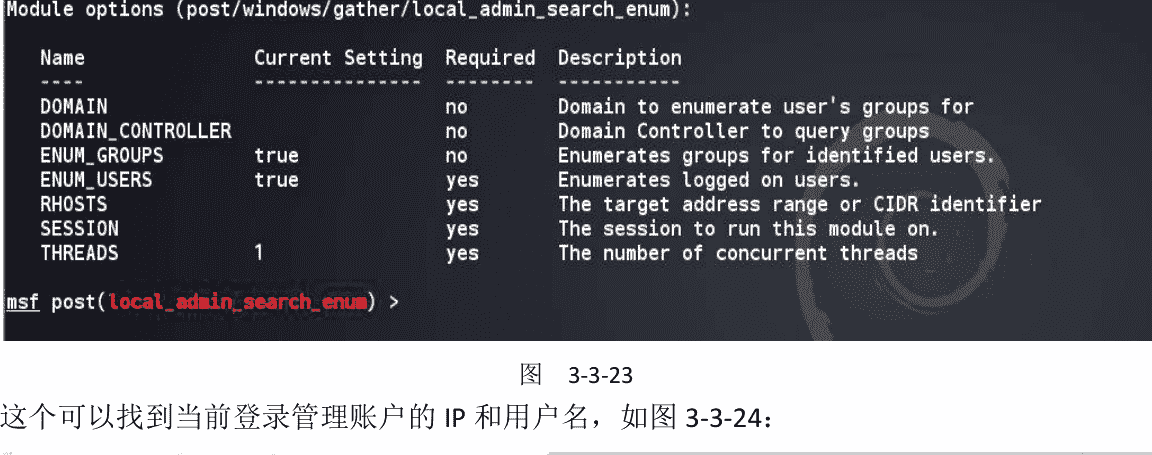 Module options (post/windows/gather/local_admin_search_enum):
Name Current Setting Required Description
---- --------------- -------- -----------
DOMAIN no Domain to enumerate user's groups for
DOMAIN_CONTROLLER no Domain Controller to query groups
ENUM_GROUPS true no Enumerates groups for identified users.
ENUM_USERS true yes Enumerates logged on users.
RHOSTS yes The target address range or CIDR identifier
SESSION yes The session to run this module on.
THREADS 1 yes The number of concurrent threads
msf post(local_admin_search_enum) >
图 3-3-23
这个可以找到当前登录管理账户的 IP 和用户名，如图 3-3-24：